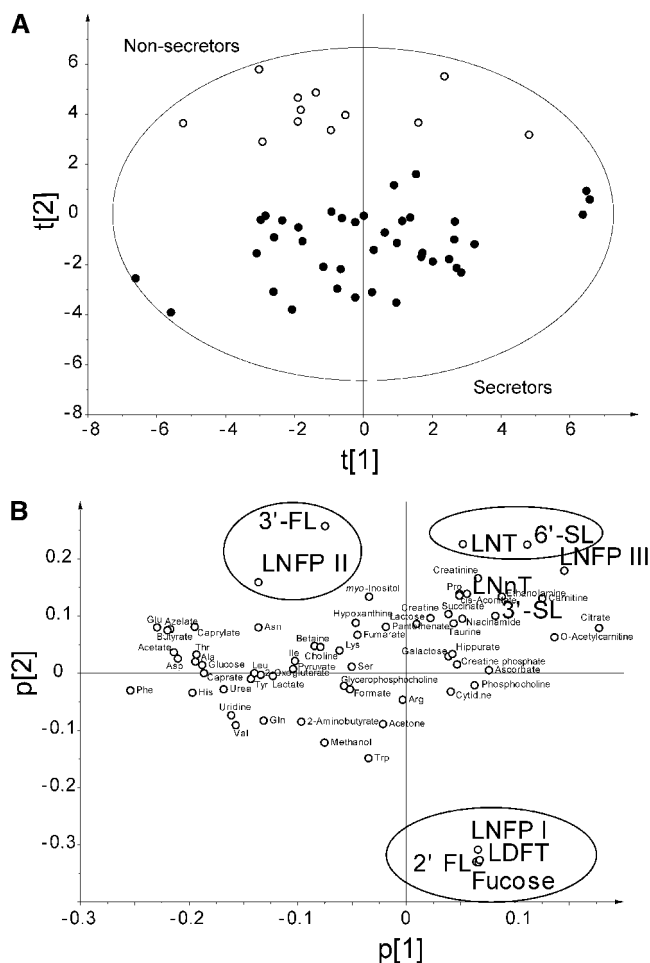 A
Non-secretors
t[2]
6
4
2
0
-2
-4
-6
-8
Secretors
-8 -6 -4 -2 0 2 4 6
t[1]
B
3'-FL
LNFP II
LNT 6'-SL
LNFP III
Creatinine
LNnT
Pro Ethanolamine
cis-Aconitate Carnitine
3'-SL
myo-Inositol
Hypoxanthine Creatine Succinate
Lactose Niacinamide Citrate
Pantothenate Taurine
Fumarate O-Acetylcarnitine
Glu Azelate
Butyrate Caprylate Asn
Betaine Lys
Choline
Galactose Hippurate
Acetate Thr
Asp Ala
Glucose Ile
Pyruvate Ser Creatine phosphate
Ascorbate
Caprate Leu 2-Oxoglutarate
Tyr Lactate
Glycerophosphocholine
Phosphocholine
Phe His Urea Formate Arg Cytidine
Uridine
Val Gln 2-Aminobutyrate Acetone
Methanol
Trp
LNFP I
2' FL LDFT
Fucose
p[2]
0.2
0.1
0
-0.1
-0.2
-0.3
-0.3 -0.2 -0.1 0 0.1
p[1]